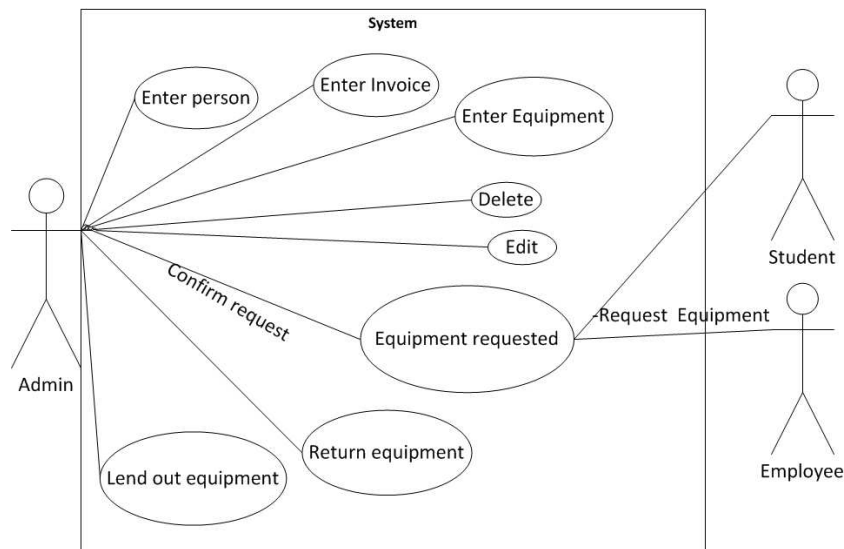 System
Enter person
Enter Invoice
Enter Equipment
Delete
Edit
Confirm request
Equipment requested
-Request Equipment
Student
Admin
Return equipment
Lend out equipment
Employee